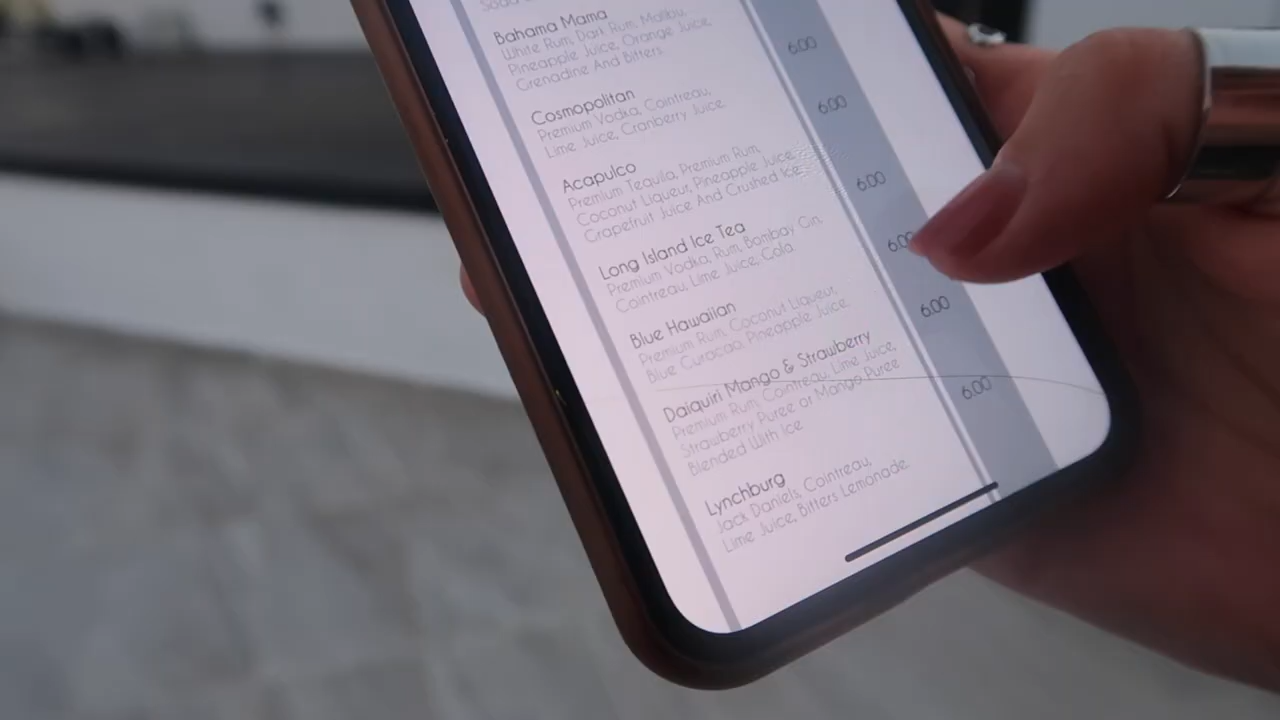 Bahama Mama
White Rum, Dark Rum, Malibu,
Pineapple Juice, Orange Juice,
Grenadine And Bitters
6.00
Cosmopolitan
Premium Vodka, Cointreau,
Lime Juice, Cranberry Juice.
6.00
Acapulco
Premium Tequila, Premium Rum,
Coconut Liqueur, Pineapple Juice
Grapefruit Juice And Crushed Ice
6.00
Long Island Ice Tea
Premium Vodka, Rum, Bombay Gin,
Cointreau, Lime Juice, Cola.
6.00
Blue Hawaiian
Premium Rum, Coconut Liqueur,
Blue Curacao, Pineapple Juice.
6.00
Daiquiri Mango & Strawberry
Premium Rum, Cointreau, Lime Juice,
Strawberry Puree or Mango Puree
Blended With Ice
6.00
Lynchburg
Jack Daniels, Cointreau,
Lime Juice, Bitters Lemonade.